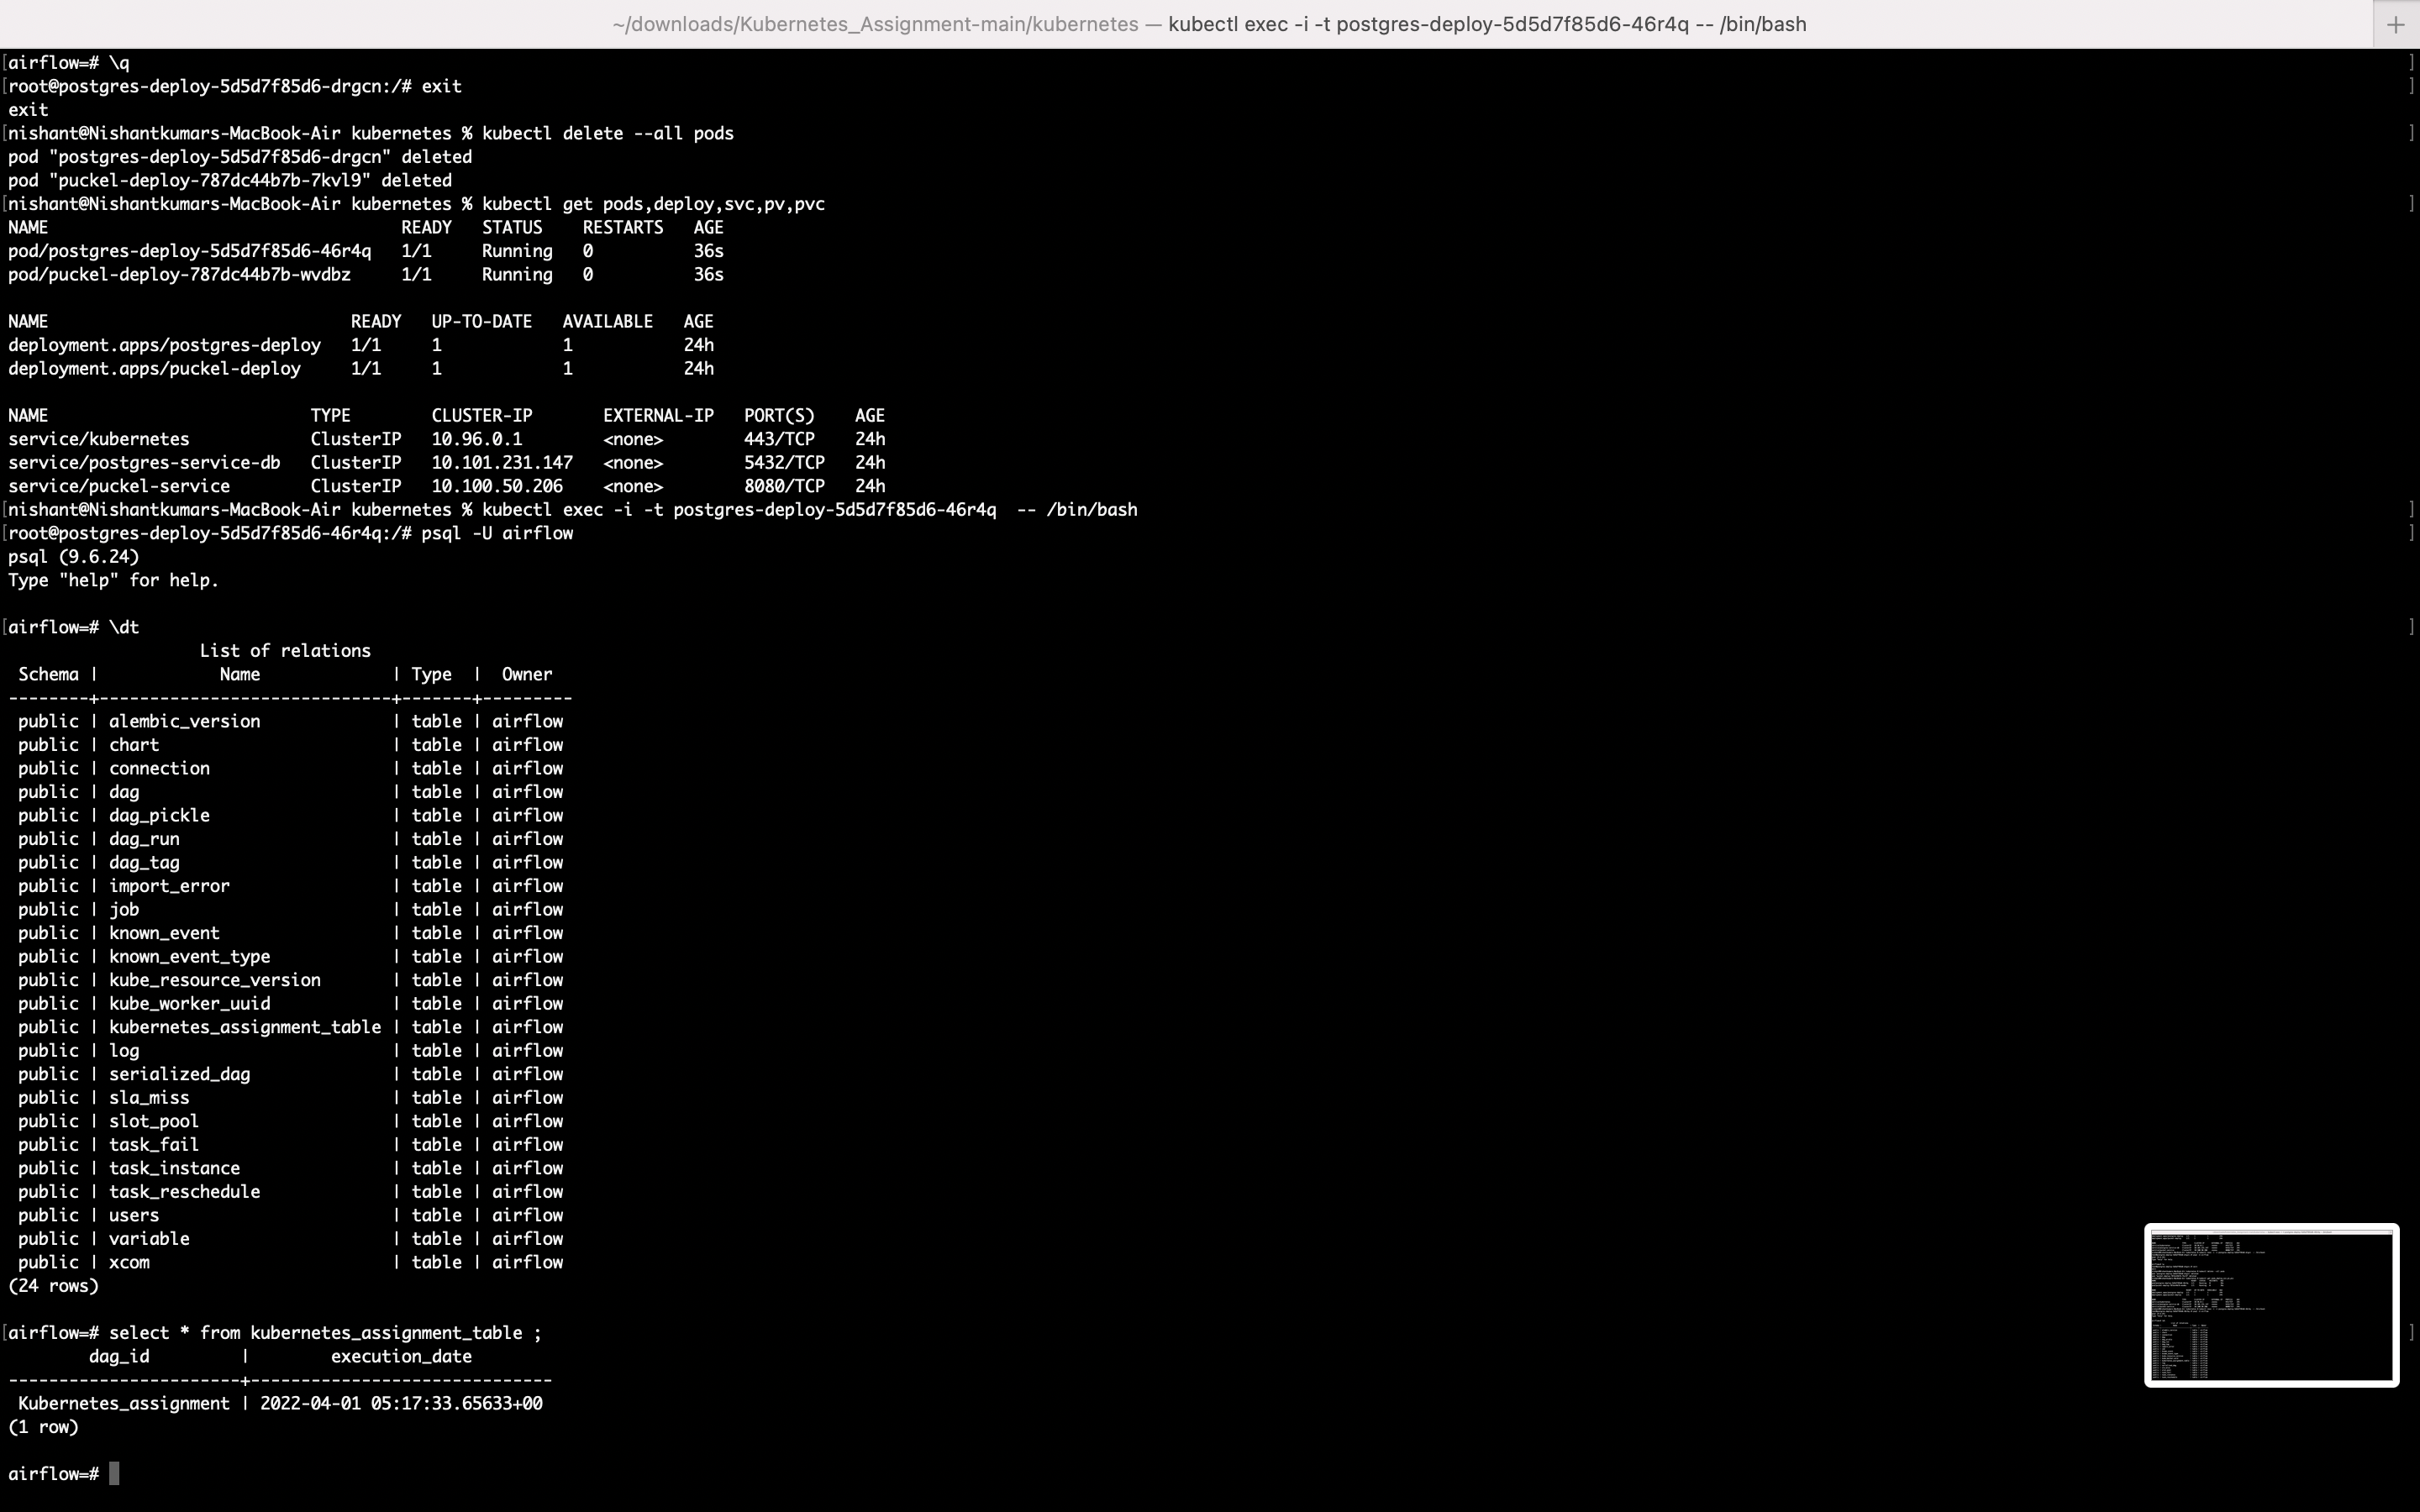 ~/downloads/Kubernetes_Assignment-main/kubernetes — kubectl exec -i -t postgres-deploy-5d5d7f85d6-46r4q -- /bin/bash
[airflow=# \q ]
[root@postgres-deploy-5d5d7f85d6-drgcn:/# exit ]
exit
[nishant@Nishantkumars-MacBook-Air kubernetes % kubectl delete --all pods ]
pod "postgres-deploy-5d5d7f85d6-drgcn" deleted
pod "puckel-deploy-787dc44b7b-7kvl9" deleted
[nishant@Nishantkumars-MacBook-Air kubernetes % kubectl get pods,deploy,svc,pv,pvc ]
NAME READY STATUS RESTARTS AGE
pod/postgres-deploy-5d5d7f85d6-46r4q 1/1 Running 0 36s
pod/puckel-deploy-787dc44b7b-wvdbz 1/1 Running 0 36s
NAME READY UP-TO-DATE AVAILABLE AGE
deployment.apps/postgres-deploy 1/1 1 1 24h
deployment.apps/puckel-deploy 1/1 1 1 24h
NAME TYPE CLUSTER-IP EXTERNAL-IP PORT(S) AGE
service/kubernetes ClusterIP 10.96.0.1 <none> 443/TCP 24h
service/postgres-service-db ClusterIP 10.101.231.147 <none> 5432/TCP 24h
service/puckel-service ClusterIP 10.100.50.206 <none> 8080/TCP 24h
[nishant@Nishantkumars-MacBook-Air kubernetes % kubectl exec -i -t postgres-deploy-5d5d7f85d6-46r4q  -- /bin/bash ]
[root@postgres-deploy-5d5d7f85d6-46r4q:/# psql -U airflow ]
psql (9.6.24)
Type "help" for help.
[airflow=# \dt ]
List of relations
Schema | Name | Type | Owner
--------+-----------------------------+-------+---------
public | alembic_version | table | airflow
public | chart | table | airflow
public | connection | table | airflow
public | dag | table | airflow
public | dag_pickle | table | airflow
public | dag_run | table | airflow
public | dag_tag | table | airflow
public | import_error | table | airflow
public | job | table | airflow
public | known_event | table | airflow
public | known_event_type | table | airflow
public | kube_resource_version | table | airflow
public | kube_worker_uuid | table | airflow
public | kubernetes_assignment_table | table | airflow
public | log | table | airflow
public | serialized_dag | table | airflow
public | sla_miss | table | airflow
public | slot_pool | table | airflow
public | task_fail | table | airflow
public | task_instance | table | airflow
public | task_reschedule | table | airflow
public | users | table | airflow
public | variable | table | airflow
public | xcom | table | airflow
(24 rows)
[airflow=# select * from kubernetes_assignment_table ; ]
dag_id | execution_date
-----------------------+------------------------------
Kubernetes_assignment | 2022-04-01 05:17:33.65633+00
(1 row)
airflow=#